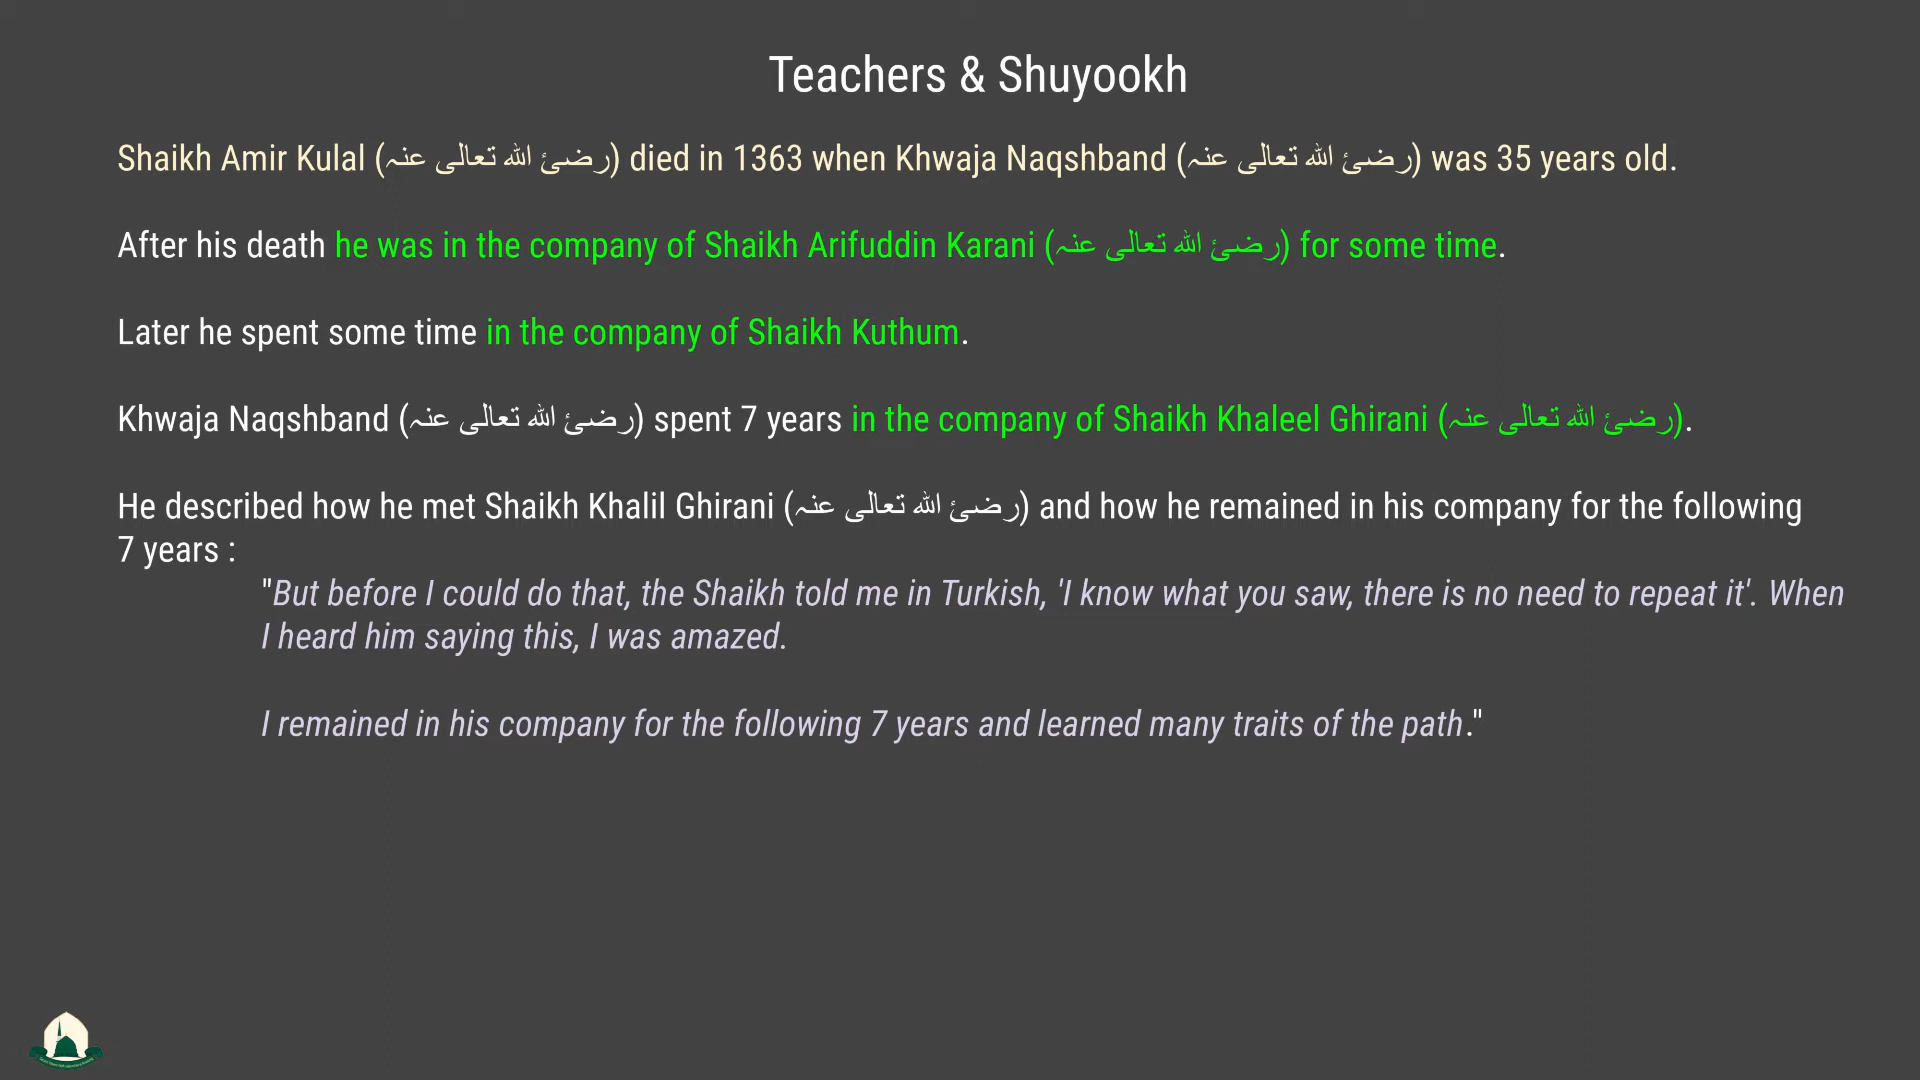 Teachers & Shuyookh
Shaikh Amir Kulal (رضئ الله تعالى عنہ) died in 1363 when Khwaja Naqshband (رضئ الله تعالى عنہ) was 35 years old.
After his death he was in the company of Shaikh Arifuddin Karani (رضئ الله تعالى عنہ) for some time.
Later he spent some time in the company of Shaikh Kuthum.
Khwaja Naqshband (رضئ الله تعالى عنہ) spent 7 years in the company of Shaikh Khaleel Ghirani (رضئ الله تعالى عنہ).
He described how he met Shaikh Khalil Ghirani (رضئ الله تعالى عنہ) and how he remained in his company for the following
7 years :
"But before I could do that, the Shaikh told me in Turkish, 'I know what you saw, there is no need to repeat it'. When
I heard him saying this, I was amazed.
I remained in his company for the following 7 years and learned many traits of the path."